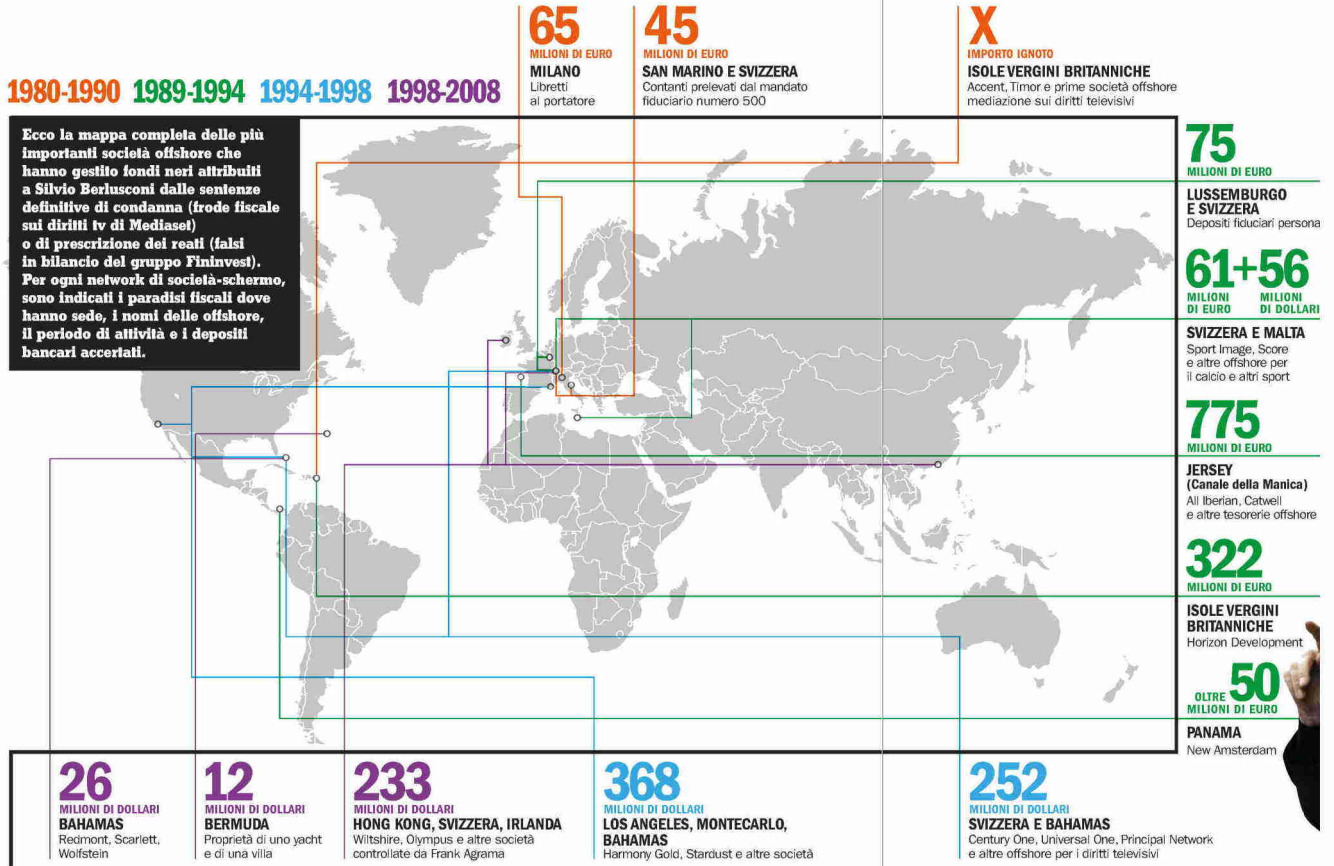 65
MILIONI DI EURO
MILANO
Libretti
al portatore
45
MILIONI DI EURO
SAN MARINO E SVIZZERA
Contanti prelevati dal mandato
fiduciario numero 500
X
IMPORTO IGNOTO
ISOLE VERGINI BRITANNICHE
Accent, Timor e prime società offshore
mediazione sui diritti televisivi
1980-1990 1989-1994 1994-1998 1998-2008
Ecco la mappa completa delle più
importanti società offshore che
hanno gestito fondi neri attribuiti
a Silvio Berlusconi dalle sentenze
definitive di condanna (frode fiscale
sui diritti tv di Mediaset)
o di prescrizione dei reati (falsi
in bilancio del gruppo Fininvest).
Per ogni network di società-schermo,
sono indicati i paradisi fiscali dove
hanno sede, i nomi delle offshore,
il periodo di attività e i depositi
bancari accertati.
75
MILIONI DI EURO
LUSSEMBURGO
E SVIZZERA
Depositi fiduciari persona
61+56
MILIONI DI EURO
MILIONI DI DOLLARI
SVIZZERA E MALTA
Sport Image, Score
e altre offshore per
il calcio e altri sport
775
MILIONI DI EURO
JERSEY
(Canale della Manica)
All Iberian, Catwell
e altre tesorerie offshore
322
MILIONI DI EURO
ISOLE VERGINI
BRITANNICHE
Horizon Development
OLTRE 50
MILIONI DI EURO
PANAMA
New Amsterdam
26
MILIONI DI DOLLARI
BAHAMAS
Redmont, Scarlett,
Wolfstein
12
MILIONI DI DOLLARI
BERMUDA
Proprietà di uno yacht
e di una villa
233
MILIONI DI DOLLARI
HONG KONG, SVIZZERA, IRLANDA
Wiltshire, Olympus e altre società
controllate da Frank Agrama
368
MILIONI DI DOLLARI
LOS ANGELES, MONTECARLO,
BAHAMAS
Harmony Gold, Stardust e altre società
252
MILIONI DI DOLLARI
SVIZZERA E BAHAMAS
Century One, Universal One, Principal Network
e altre offshore per i diritti televisivi